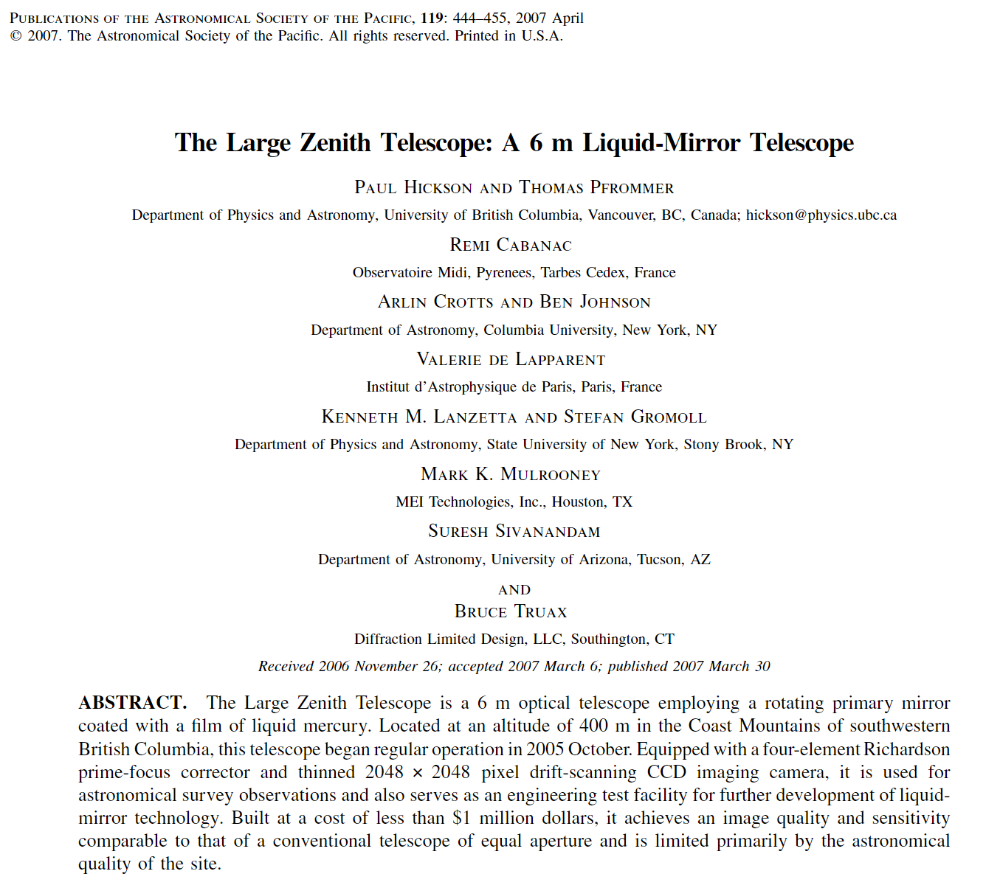 PUBLICATIONS OF THE ASTRONOMICAL SOCIETY OF THE PACIFIC, 119: 444–455, 2007 April
© 2007. The Astronomical Society of the Pacific. All rights reserved. Printed in U.S.A.
The Large Zenith Telescope: A 6 m Liquid-Mirror Telescope
PAUL HICKSON AND THOMAS PFROMMER
Department of Physics and Astronomy, University of British Columbia, Vancouver, BC, Canada; hickson@physics.ubc.ca
REMI CABANAC
Observatoire Midi, Pyrenees, Tarbes Cedex, France
ARLIN CROTTS AND BEN JOHNSON
Department of Astronomy, Columbia University, New York, NY
VALERIE DE LAPPARENT
Institut d’Astrophysique de Paris, Paris, France
KENNETH M. LANZETTA AND STEFAN GROMOLL
Department of Physics and Astronomy, State University of New York, Stony Brook, NY
MARK K. MULROONEY
MEI Technologies, Inc., Houston, TX
SURESH SIVANANDAM
Department of Astronomy, University of Arizona, Tucson, AZ
AND
BRUCE TRUAX
Diffraction Limited Design, LLC, Southington, CT
Received 2006 November 26; accepted 2007 March 6; published 2007 March 30
ABSTRACT. The Large Zenith Telescope is a 6 m optical telescope employing a rotating primary mirror
coated with a film of liquid mercury. Located at an altitude of 400 m in the Coast Mountains of southwestern
British Columbia, this telescope began regular operation in 2005 October. Equipped with a four-element Richardson
prime-focus corrector and thinned 2048 × 2048 pixel drift-scanning CCD imaging camera, it is used for
astronomical survey observations and also serves as an engineering test facility for further development of liquid-
mirror technology. Built at a cost of less than $1 million dollars, it achieves an image quality and sensitivity
comparable to that of a conventional telescope of equal aperture and is limited primarily by the astronomical
quality of the site.